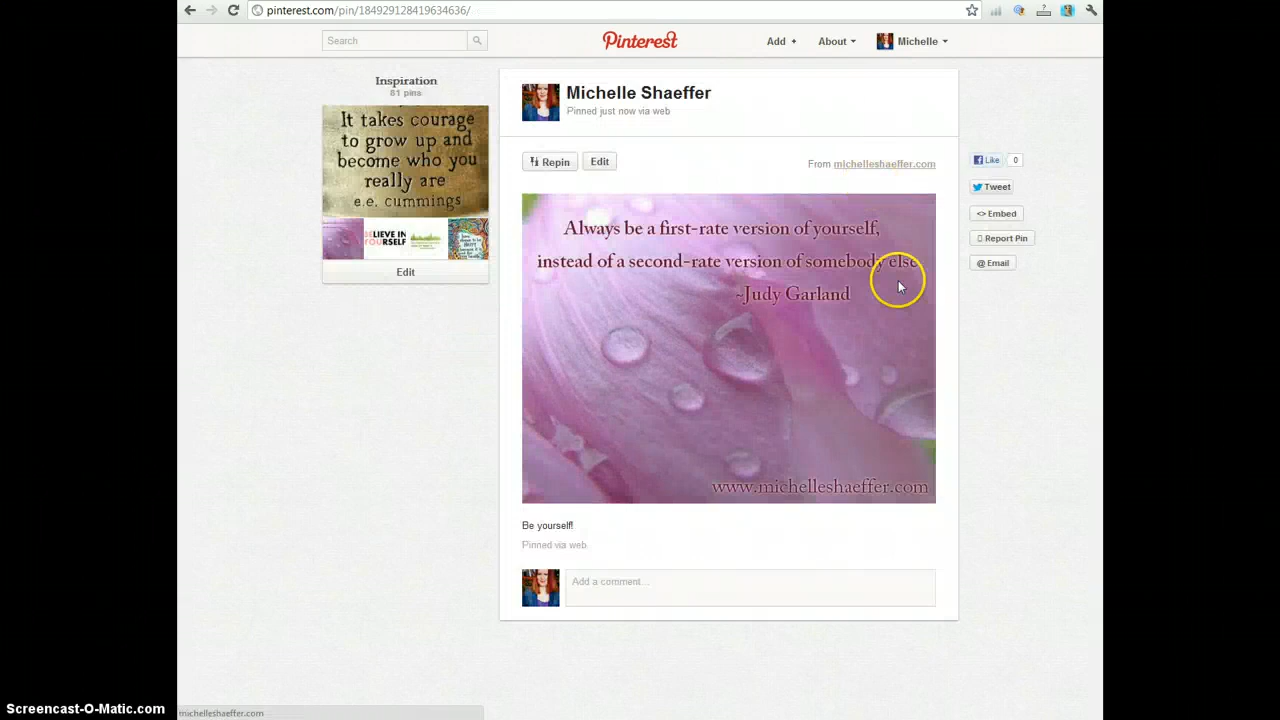 pinterest.com/pin/184929128419634636/
Search
Pinterest
Add +
About
Michelle
Inspiration
81 pins
It takes courage
to grow up and
become who you
really are
e.e. cummings
BELIEVE IN
YOURSELF
Edit
Michelle Shaeffer
Pinned just now via web
Repin
Edit
From michelleshaeffer.com
Always be a first-rate version of yourself,
instead of a second-rate version of somebody else
~Judy Garland
www.michelleshaeffer.com
Be yourself!
Pinned via web
Add a comment...
Like
0
Tweet
<> Embed
Report Pin
@ Email
Screencast-O-Matic.com
michelleshaeffer.com